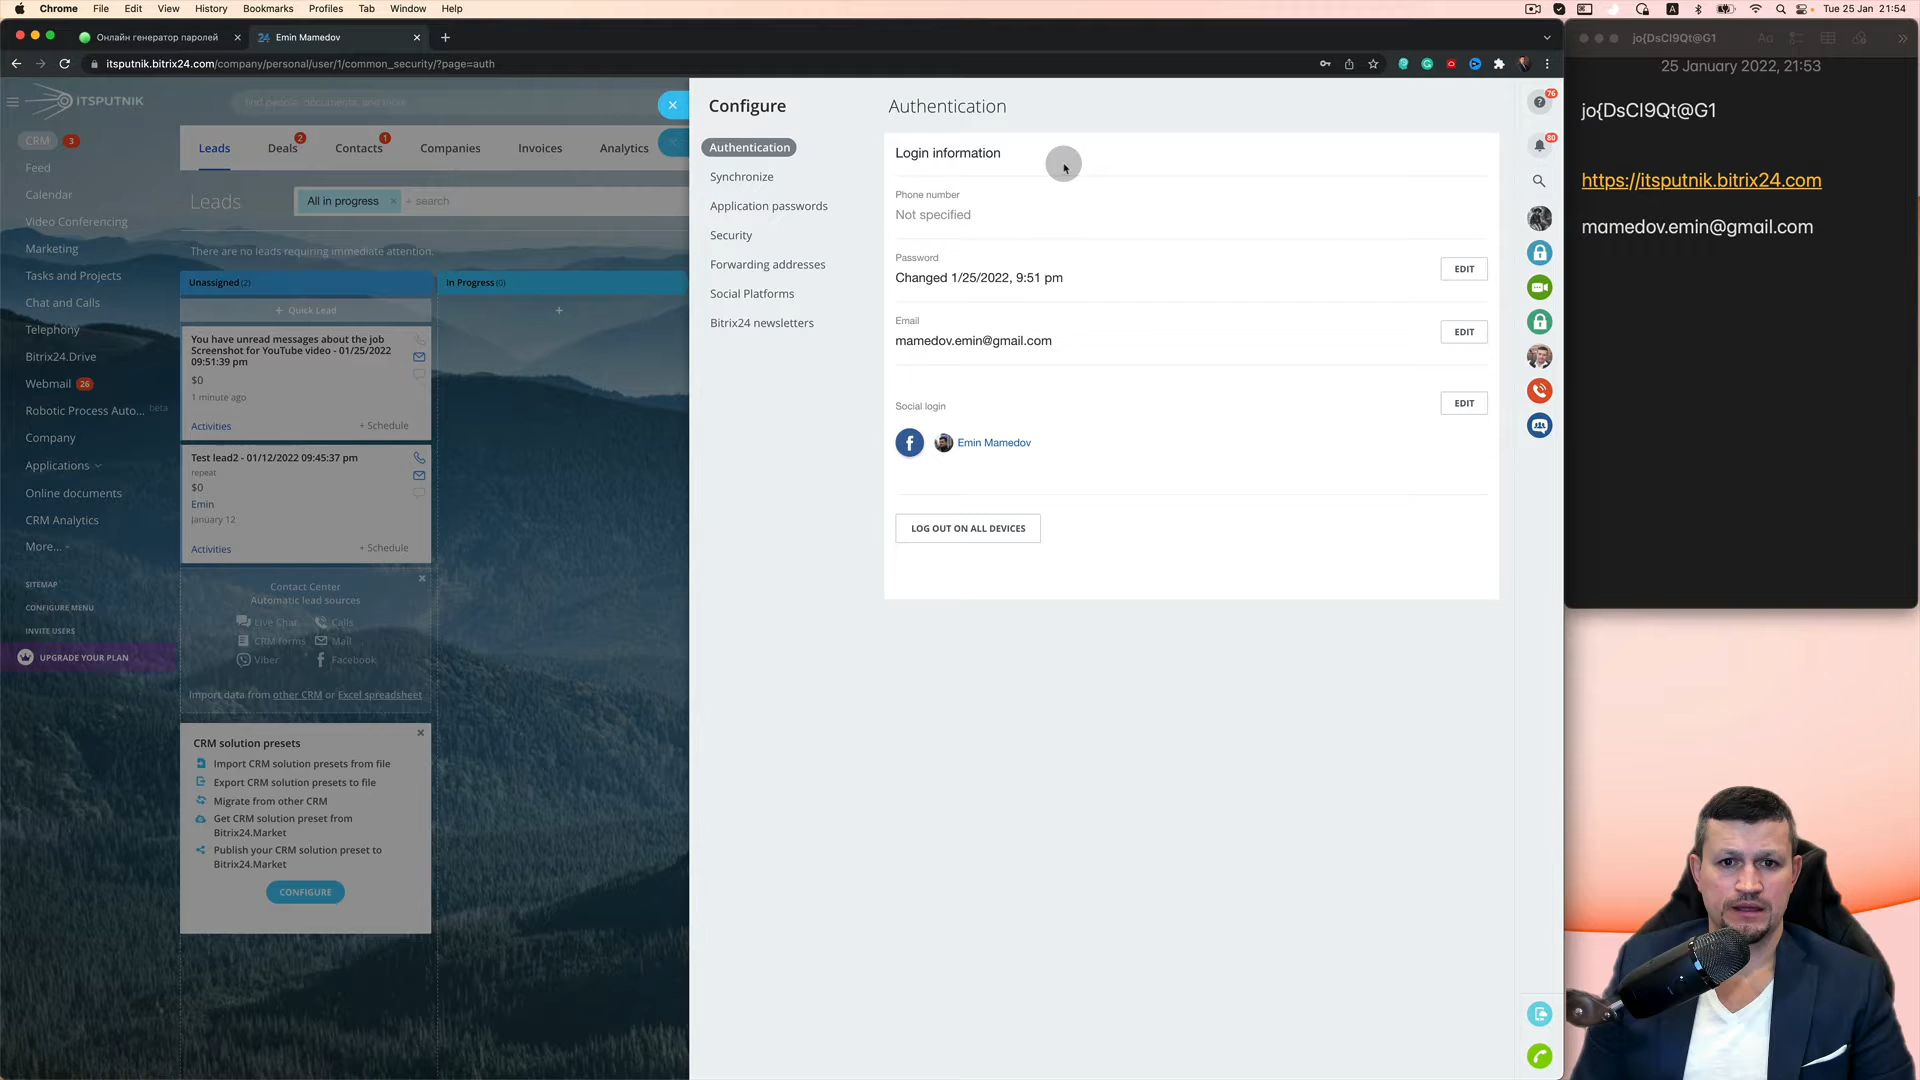 Chrome File Edit View History Bookmarks Profiles Tab Window Help
A
Tue 25 Jan 21:54
Онлайн генератор паролей
24 Emin Mamedov
itsputnik.bitrix24.com/company/personal/user/1/common_security/?page=auth
ITSPUTNIK
find people, documents, and more
CRM 3
Feed
Calendar
Video Conferencing
Marketing
Tasks and Projects
Chat and Calls
Telephony
Bitrix24.Drive
Webmail 26
Robotic Process Auto... beta
Company
Applications
Online documents
CRM Analytics
More...
SITEMAP
CONFIGURE MENU
INVITE USERS
UPGRADE YOUR PLAN
Leads Deals 2 Contacts 1 Companies Invoices Analytics
Leads
All in progress × + search
There are no leads requiring immediate attention.
Unassigned (2)
In Progress (0)
+ Quick Lead
+
You have unread messages about the job
Screenshot for YouTube video - 01/25/2022
09:51:39 pm
$0
1 minute ago
Activities + Schedule
Test lead2 - 01/12/2022 09:45:37 pm
repeat
$0
Emin
January 12
Activities + Schedule
Contact Center
Automatic lead sources
Live Chat Calls
CRM forms Mail
Viber Facebook
Import data from other CRM or Excel spreadsheet
CRM solution presets
Import CRM solution presets from file
Export CRM solution presets to file
Migrate from other CRM
Get CRM solution preset from
Bitrix24.Market
Publish your CRM solution preset to
Bitrix24.Market
CONFIGURE
Configure
Authentication
Synchronize
Application passwords
Security
Forwarding addresses
Social Platforms
Bitrix24 newsletters
Authentication
Login information
Phone number
Not specified
Password
Changed 1/25/2022, 9:51 pm
EDIT
Email
mamedov.emin@gmail.com
EDIT
Social login
EDIT
f Emin Mamedov
LOG OUT ON ALL DEVICES
76
80
jo{DsCI9Qt@G1
Aa
25 January 2022, 21:53
jo{DsCI9Qt@G1
https://itsputnik.bitrix24.com
mamedov.emin@gmail.com